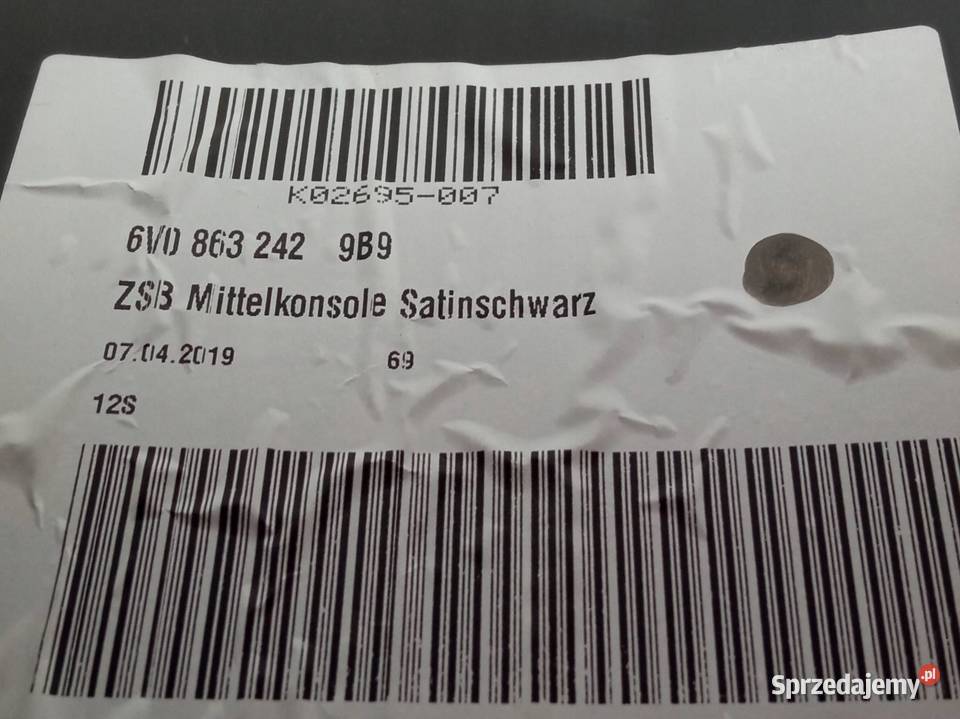 K02695-007
6V0 863 242 9B9
ZSB Mittelkonsole Satinschwarz
07.04.2019 69
12S
Sprzedajemy.pl